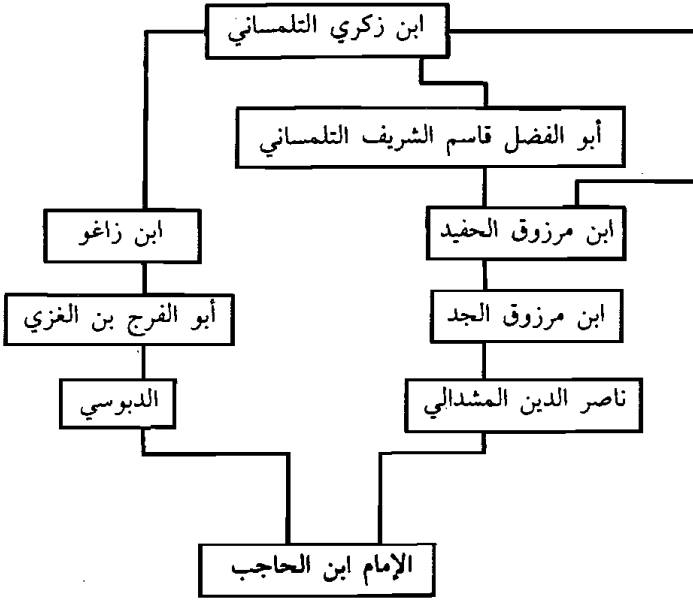 ابن زكري التلمساني
أبو الفضل قاسم الشريف التلمساني
ابن مرزوق الحفيد
ابن زاغو
ابن مرزوق الجد
أبو الفرج بن الغزي
ناصر الدين المشدالي
الدبوسي
الإمام ابن الحاجب